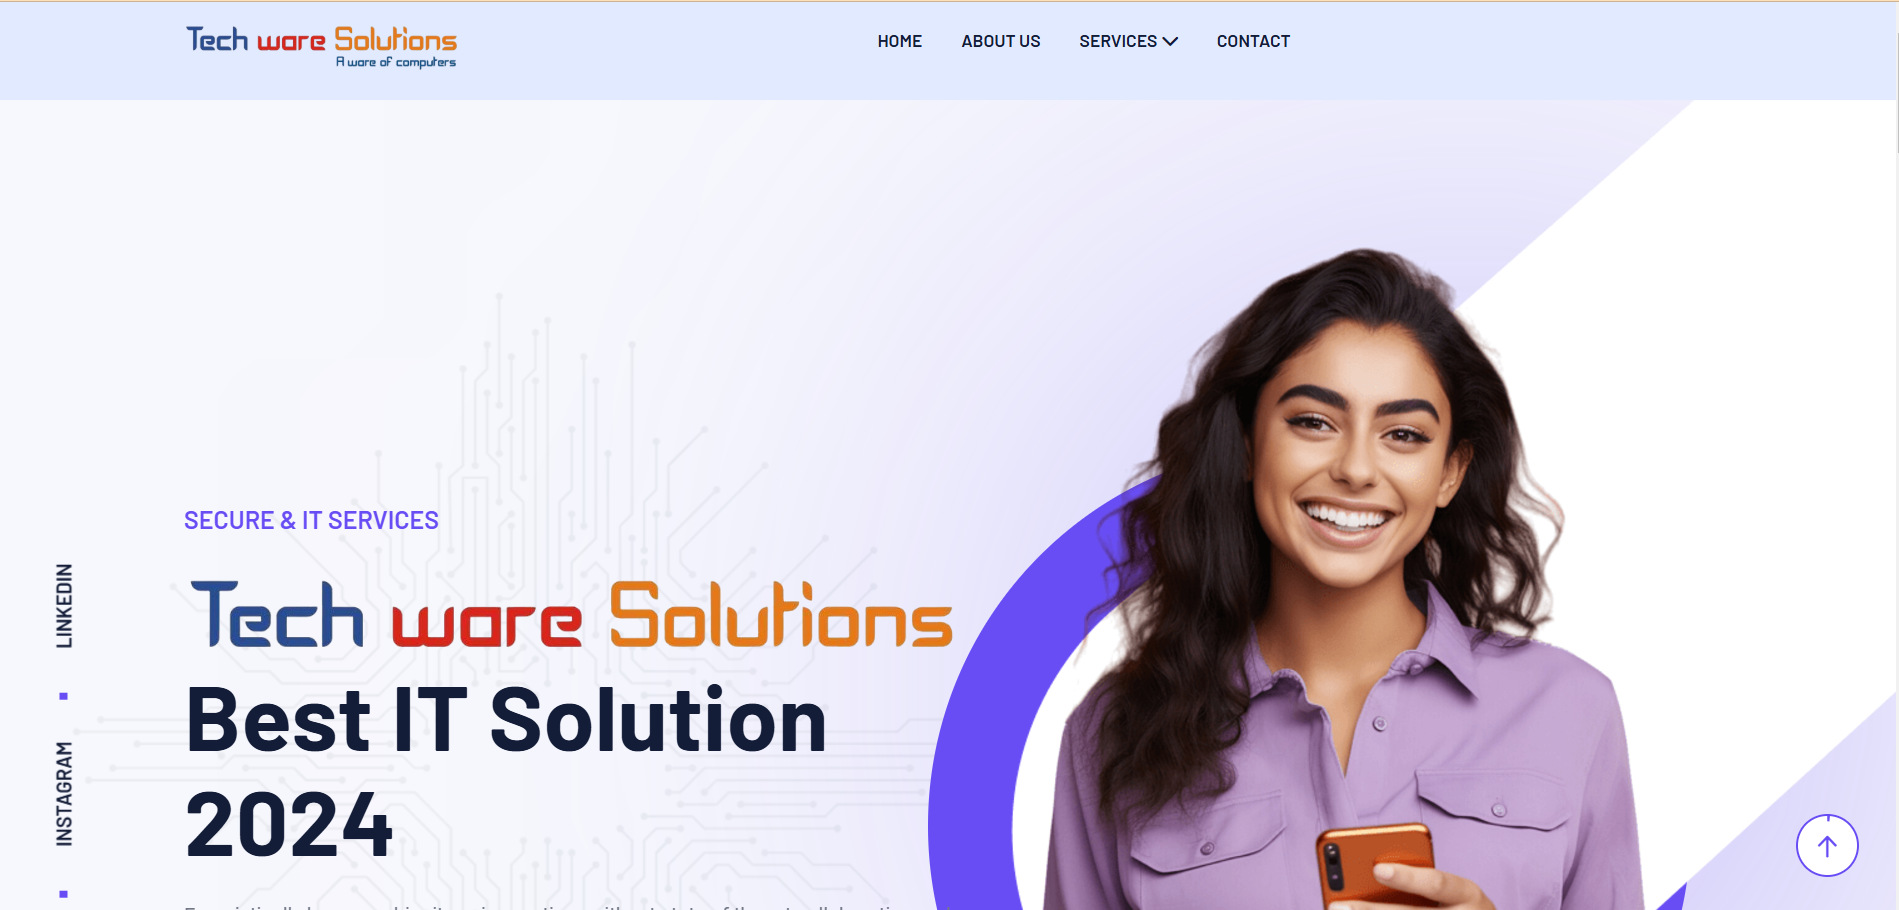 Tech ware Solutions
A ware of computers
HOME ABOUT US SERVICES CONTACT
SECURE & IT SERVICES
Tech ware Solutions
Best IT Solution
2024
LINKEDIN
INSTAGRAM